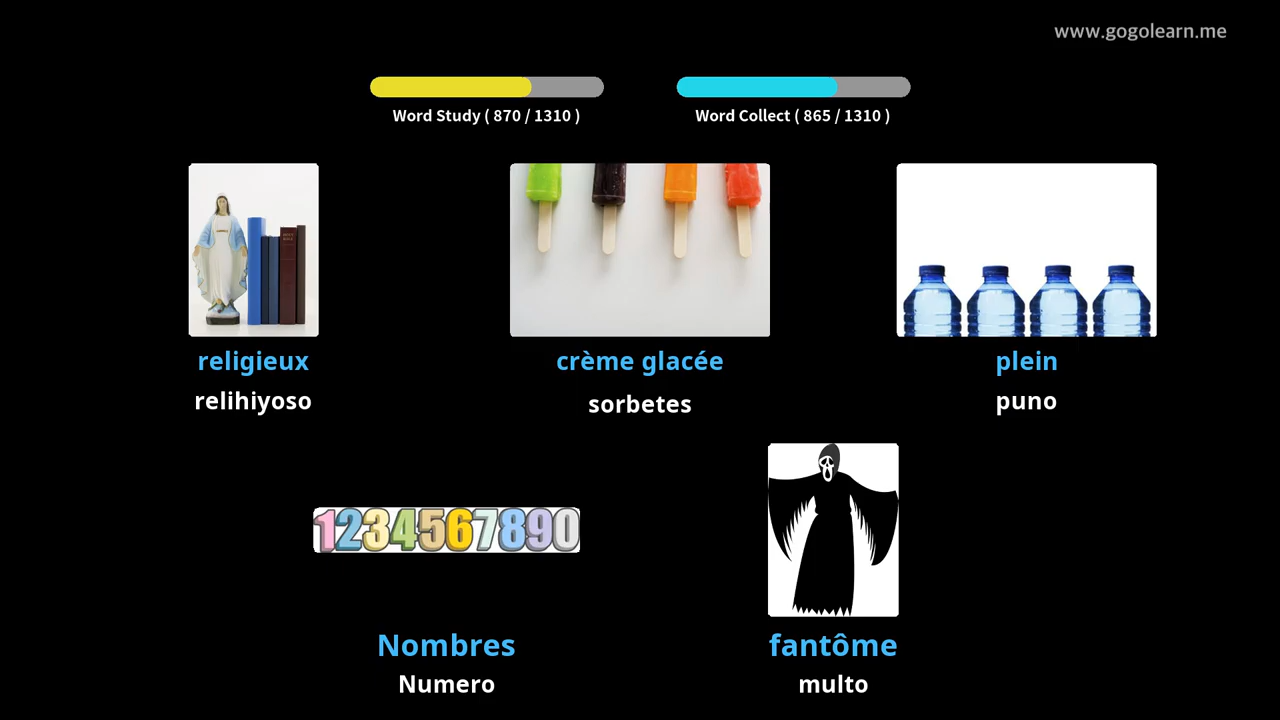 www.gogolearn.me
Word Study ( 870 / 1310 )
Word Collect ( 865 / 1310 )
religieux
relihiyoso
crème glacée
sorbetes
plein
puno
1234567890
Nombres
Numero
fantôme
multo